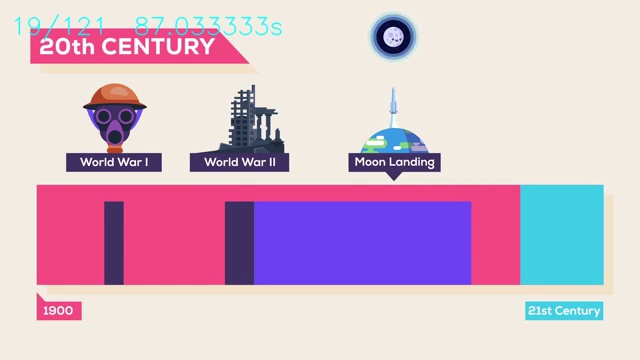 19/121 87.033333s
20th CENTURY
World War I
World War II
Moon Landing
1900
21st Century